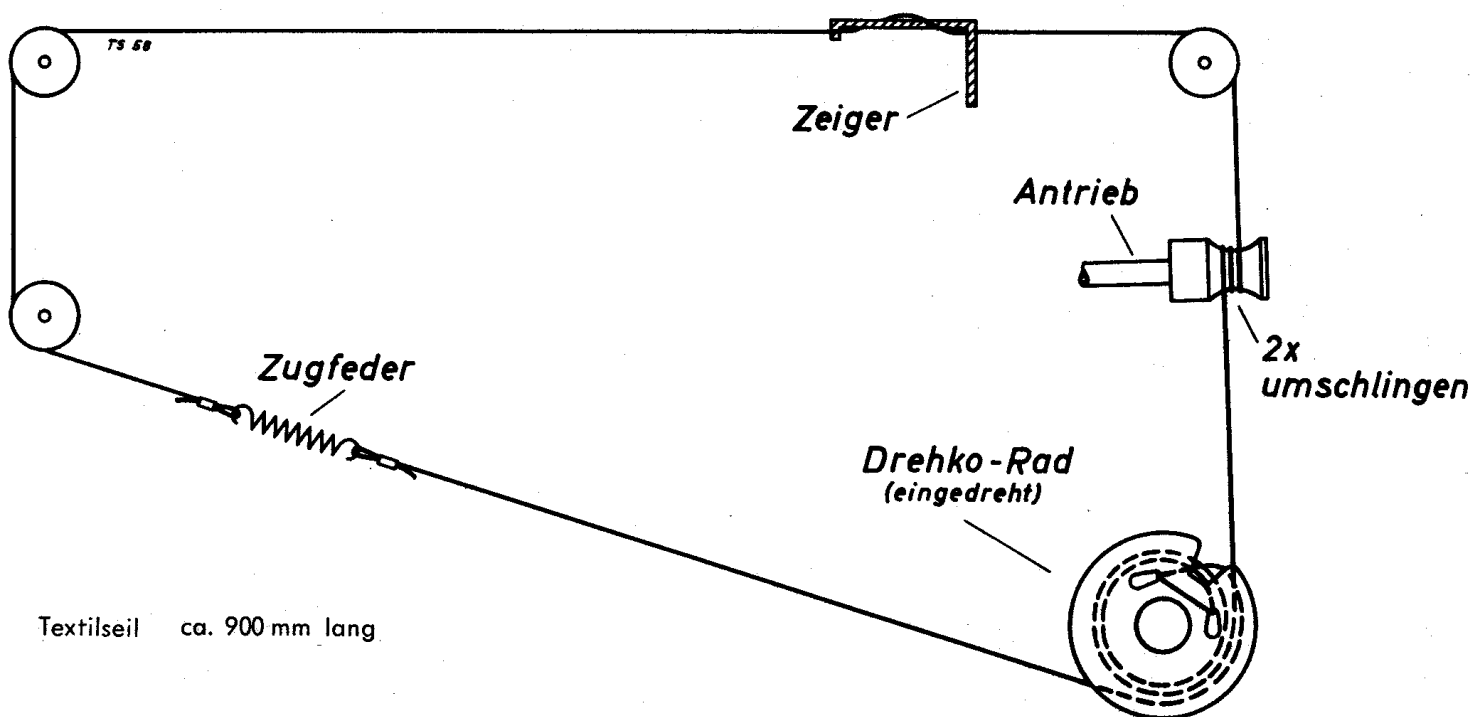 TS 58
Zeiger
Antrieb
2x
umschlingen
Zugfeder
Drehko-Rad
(eingedreht)
Textilseil ca. 900 mm lang